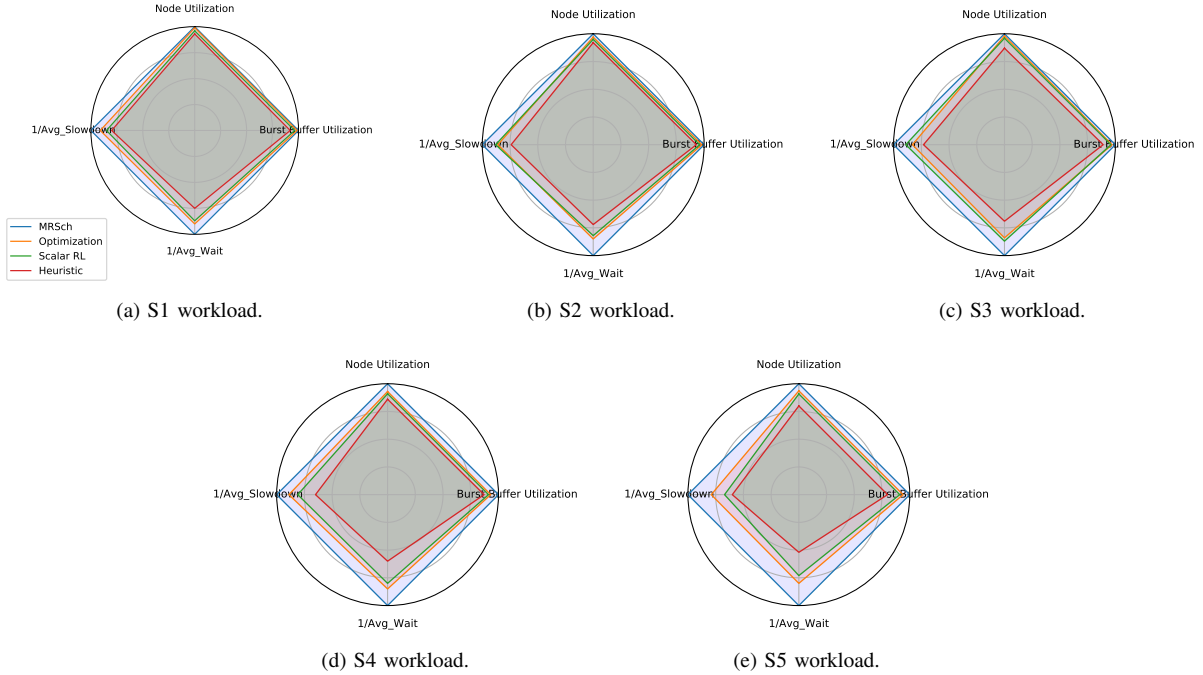 Node Utilization
1/Avg_Slowdown
Burst Buffer Utilization
1/Avg_Wait
MRSch
Optimization
Scalar RL
Heuristic
(a) S1 workload.
Node Utilization
1/Avg_Slowdown
Burst Buffer Utilization
1/Avg_Wait
(b) S2 workload.
Node Utilization
1/Avg_Slowdown
Burst Buffer Utilization
1/Avg_Wait
(c) S3 workload.
Node Utilization
1/Avg_Slowdown
Burst Buffer Utilization
1/Avg_Wait
(d) S4 workload.
Node Utilization
1/Avg_Slowdown
Burst Buffer Utilization
1/Avg_Wait
(e) S5 workload.